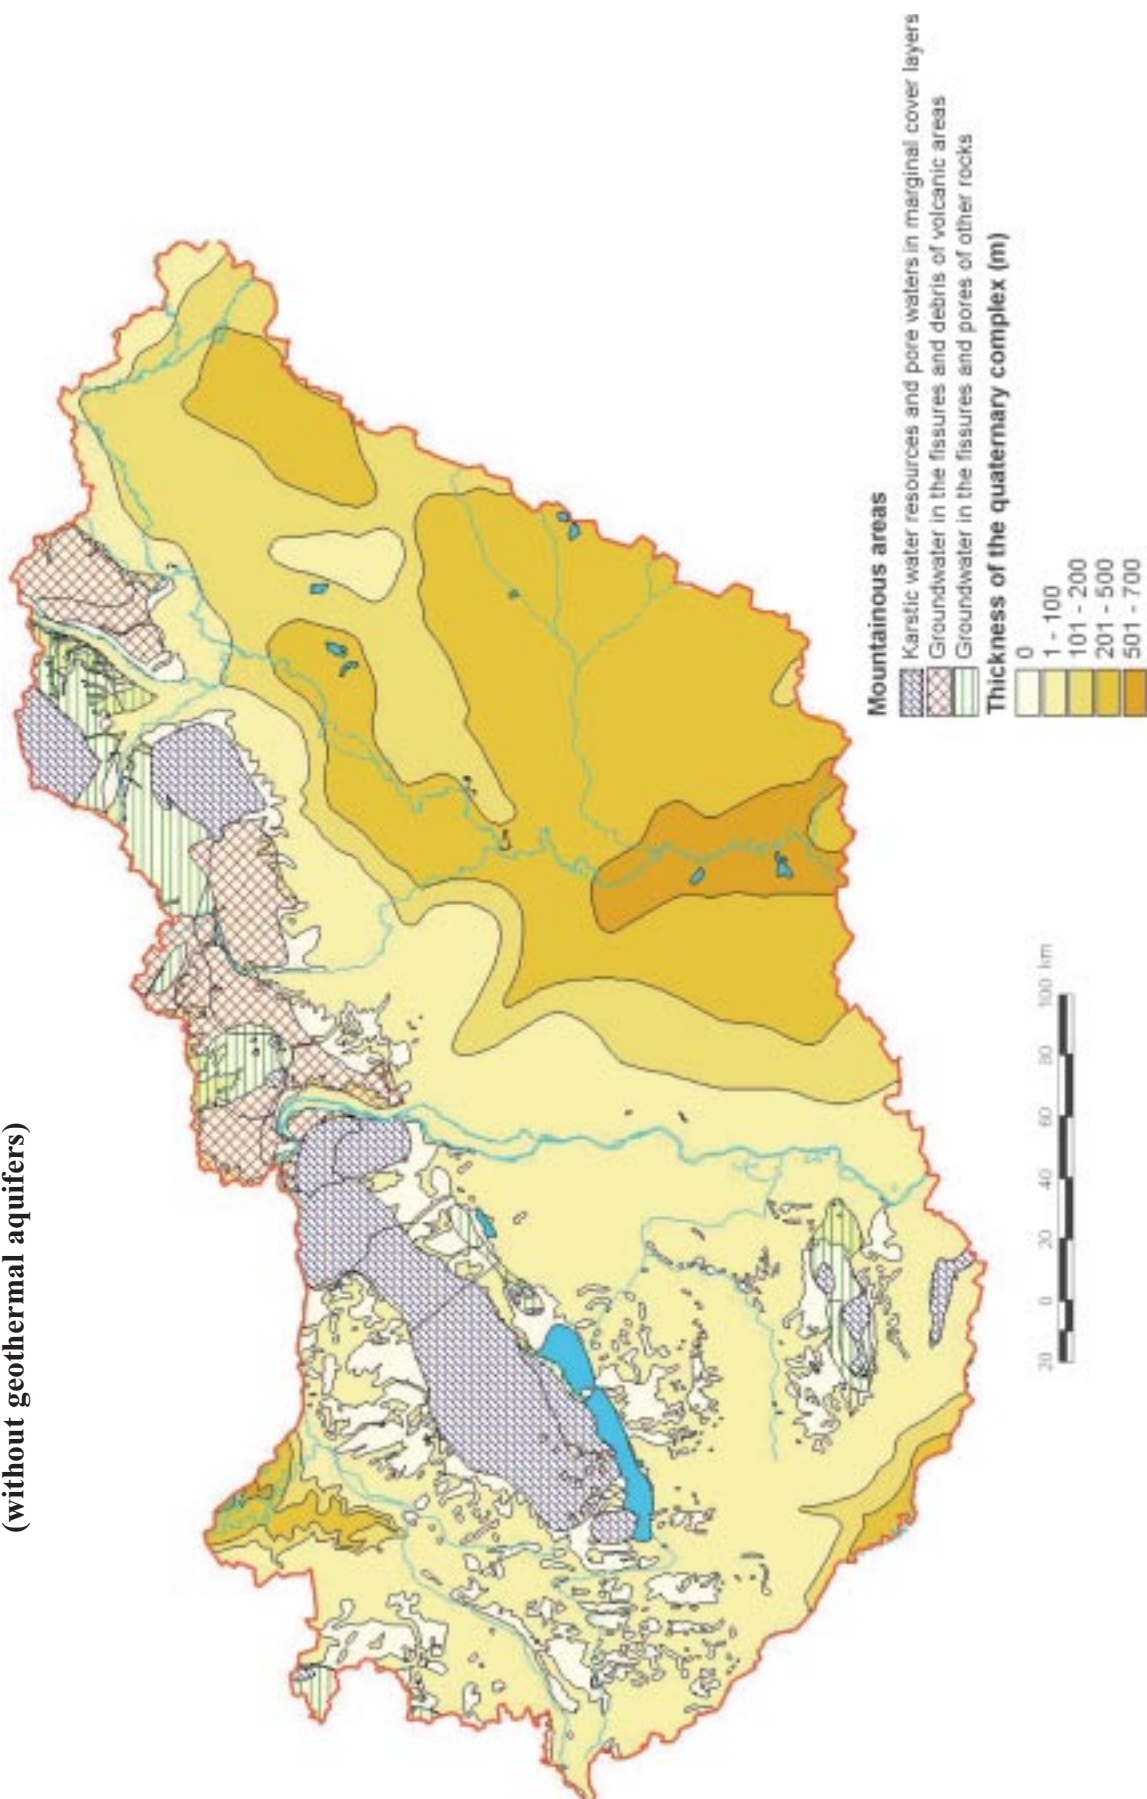 (without geothermal aquifers)
Mountainous areas
Karstic water resources and pore waters in marginal cover layers
Groundwater in the fissures and debris of volcanic areas
Groundwater in the fissures and pores of other rocks
Thickness of the quaternary complex (m)
0
1 - 100
101 - 200
201 - 500
501 - 700
20 0 20 40 60 80 100 km